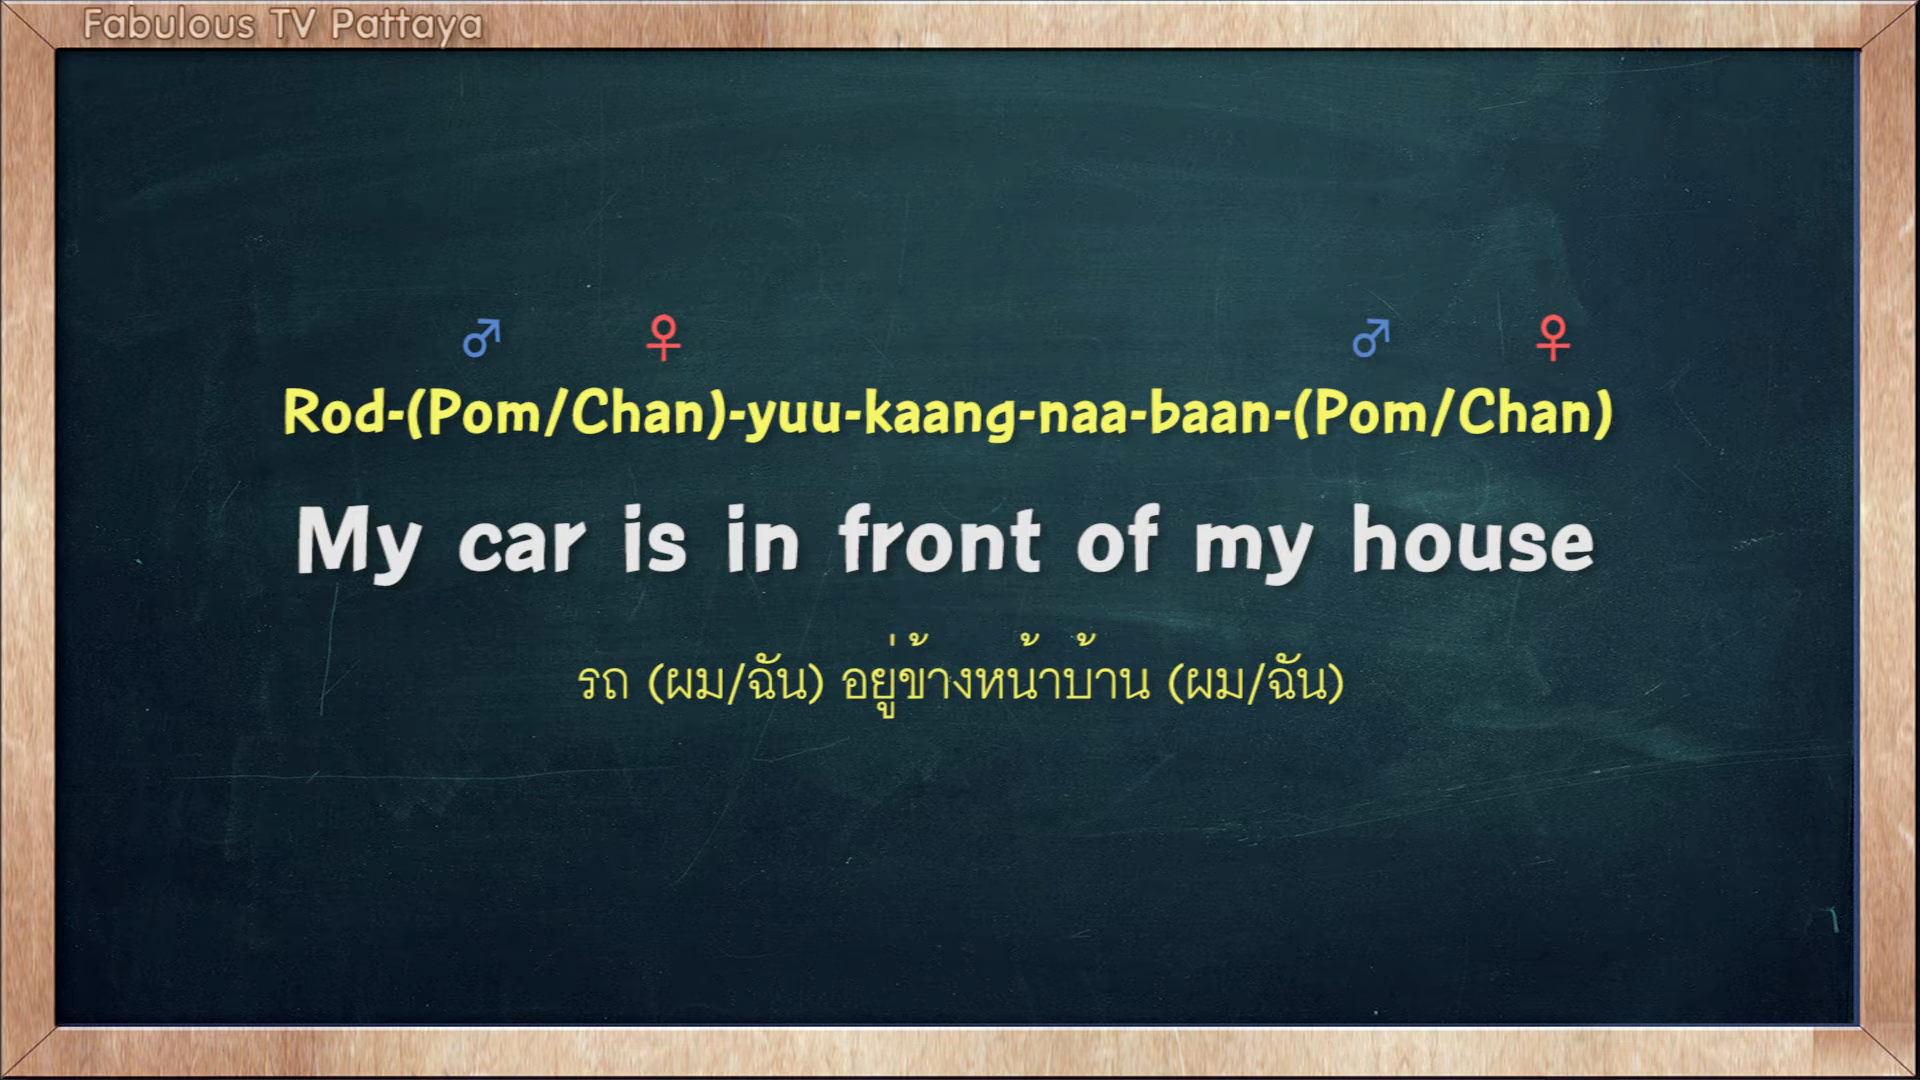 Fabulous TV Pattaya
♂ ♀ ♂ ♀
Rod-(Pom/Chan)-yuu-kaang-naa-baan-(Pom/Chan)
My car is in front of my house
รถ (ผม/ฉัน) อยู่ข้างหน้าบ้าน (ผม/ฉัน)